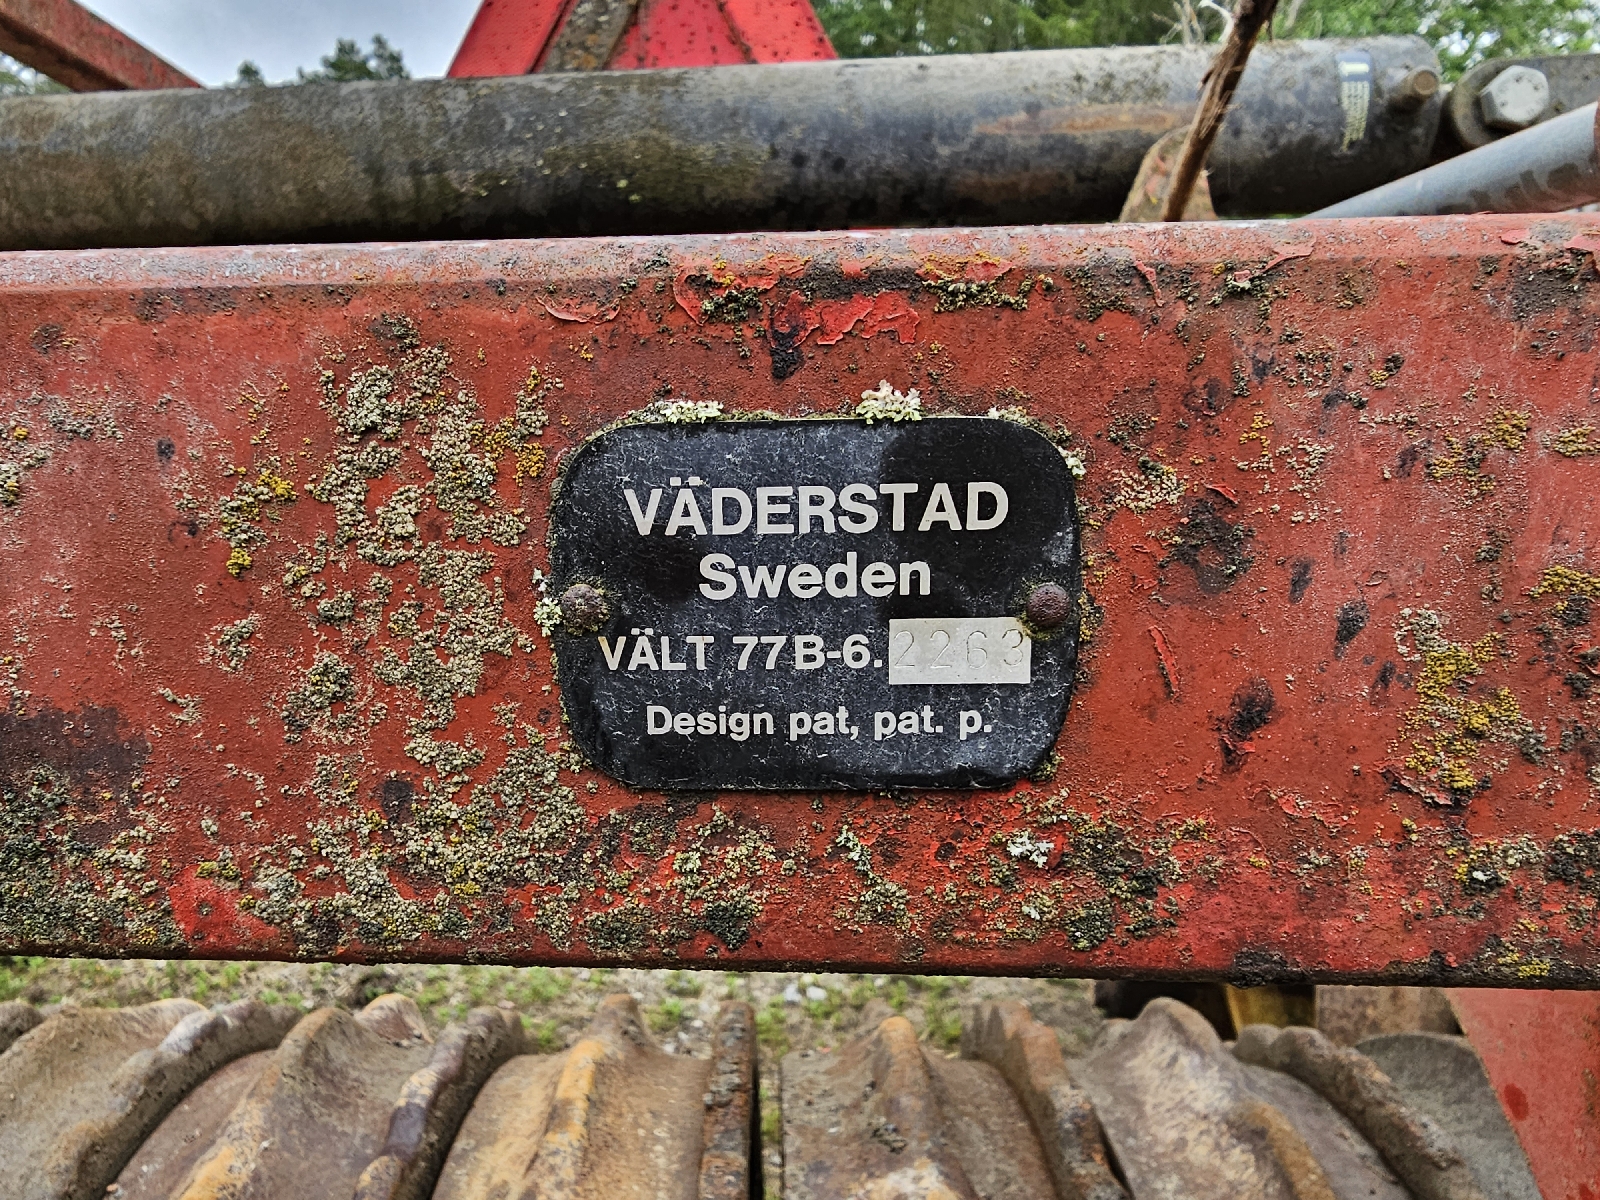 VÄDERSTAD
Sweden
VÄLT 77B-6. 2263
Design pat, pat. p.